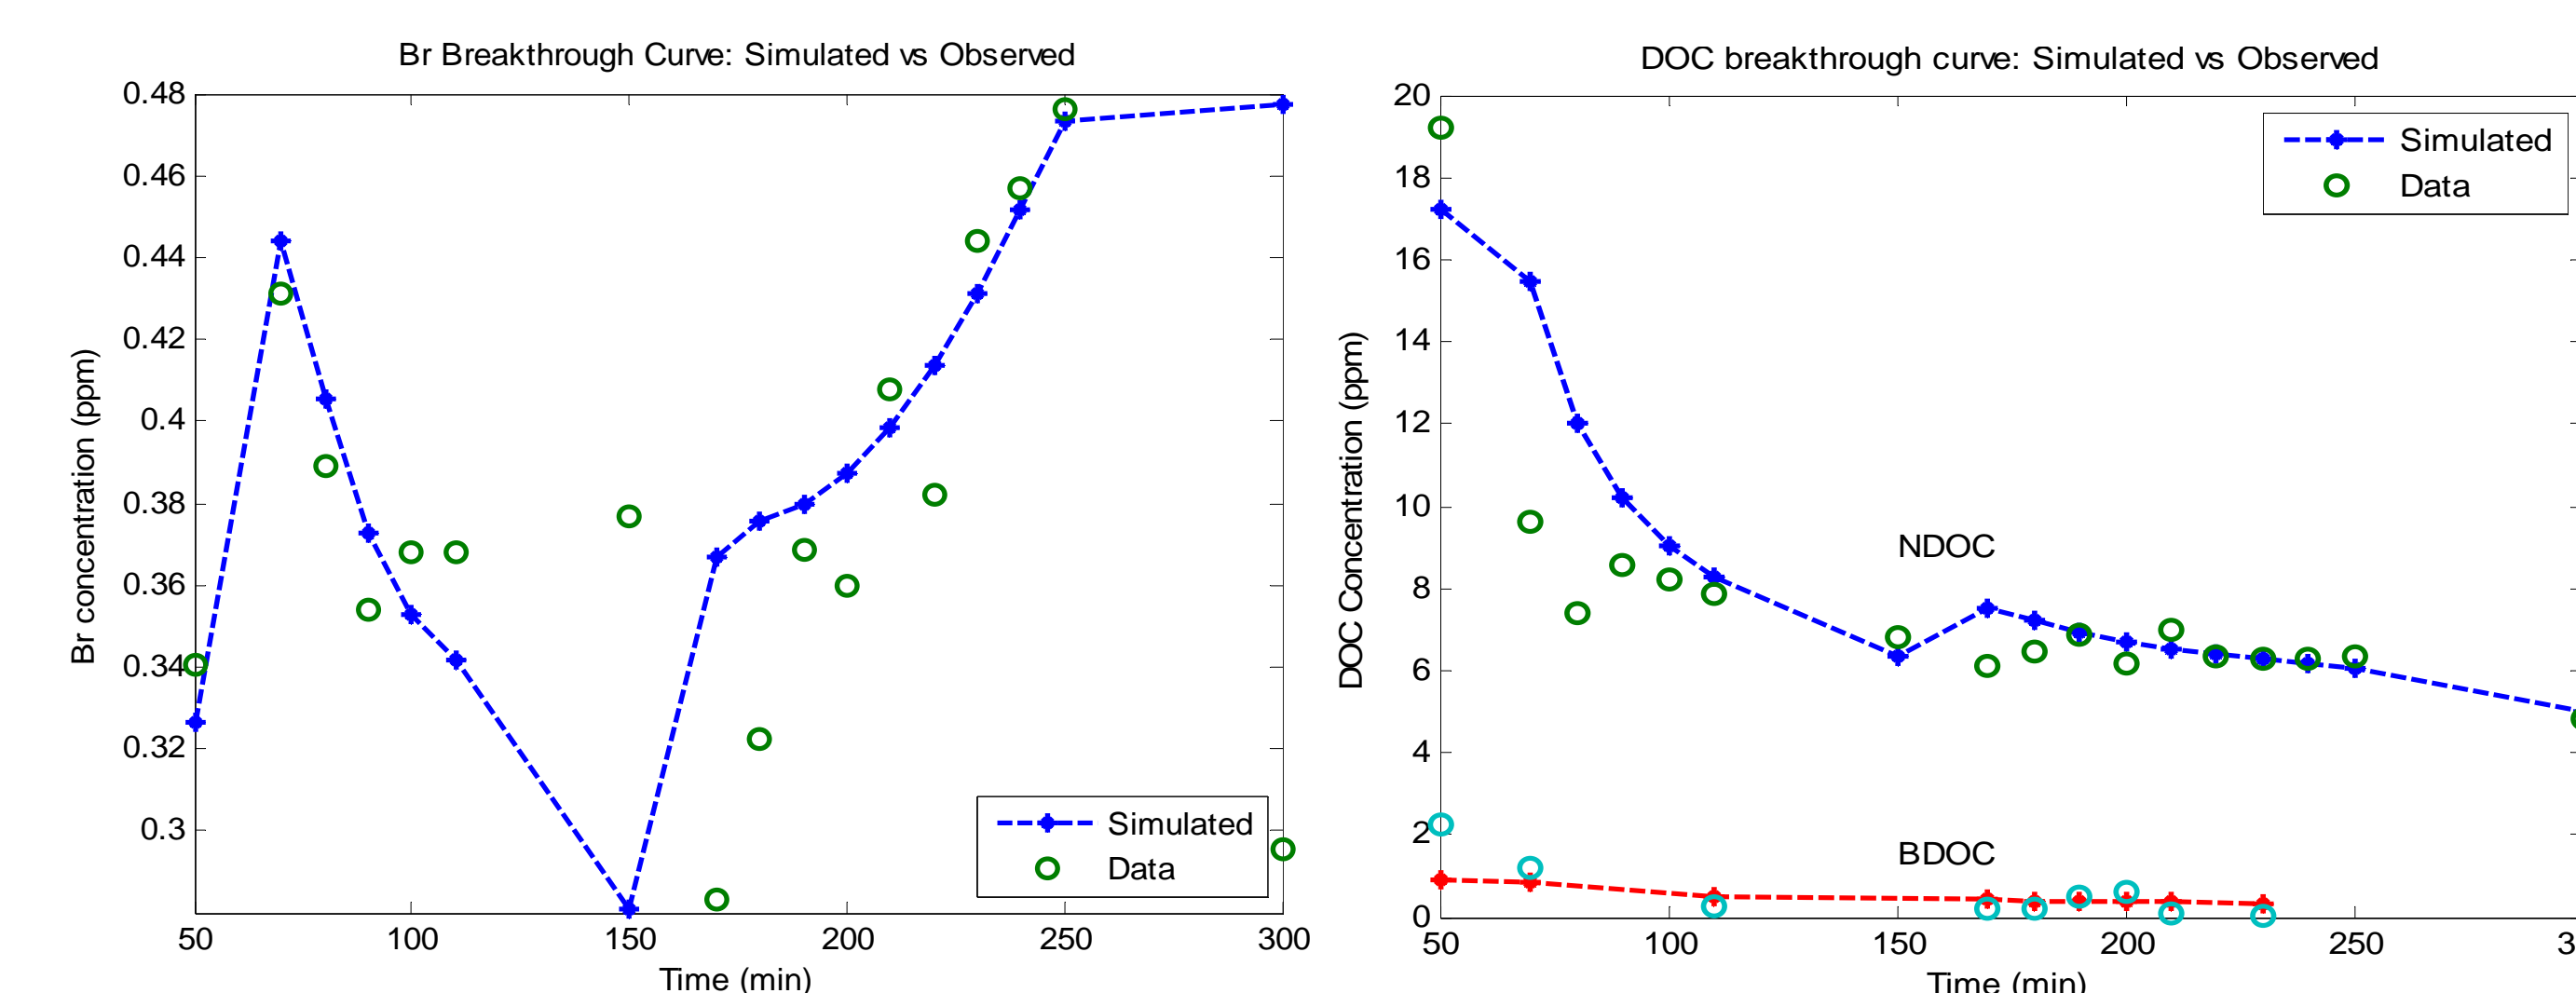 Br Breakthrough Curve: Simulated vs Observed
0.48
0.46
0.44
0.42
0.4
0.38
0.36
0.34
0.32
0.3
Br concentration (ppm)
Simulated
Data
50 100 150 200 250 300
Time (min)
DOC breakthrough curve: Simulated vs Observed
20
18
16
14
12
10
8
6
4
2
0
DOC Concentration (ppm)
Simulated
Data
NDOC
BDOC
50 100 150 200 250 3
Time (min)